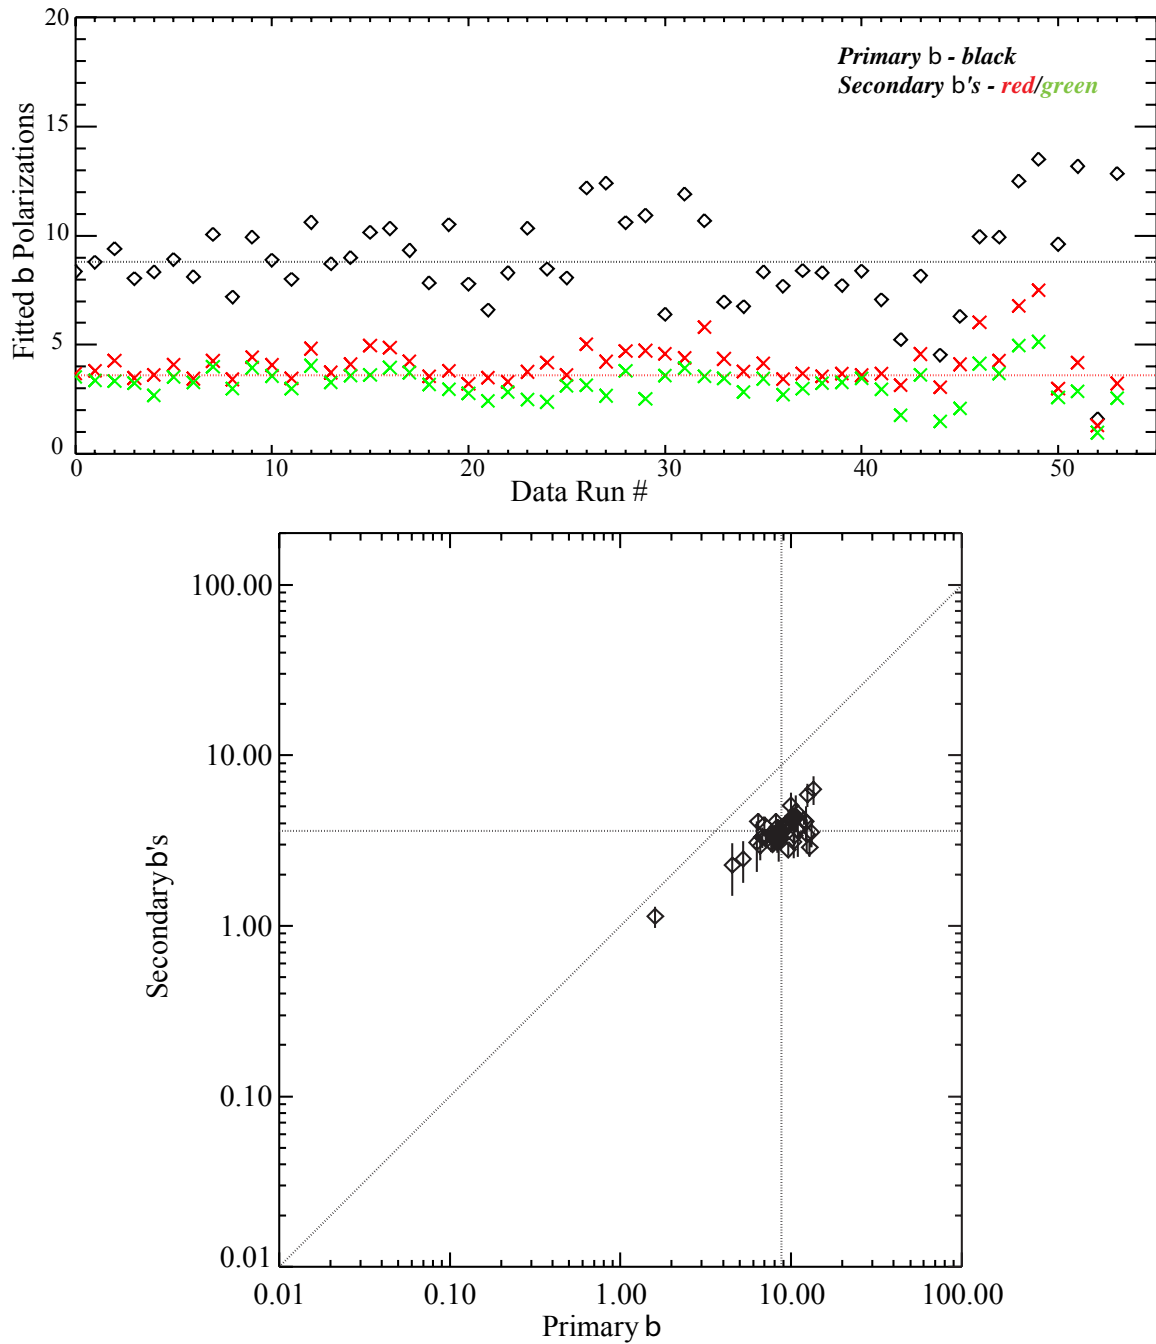 20
15
10
5
0
Fitted b Polarizations
Primary b - black
Secondary b's - red/green
0 10 20 30 40 50
Data Run #
100.00
10.00
1.00
0.10
0.01
Secondary b's
0.01 0.10 1.00 10.00 100.00
Primary b